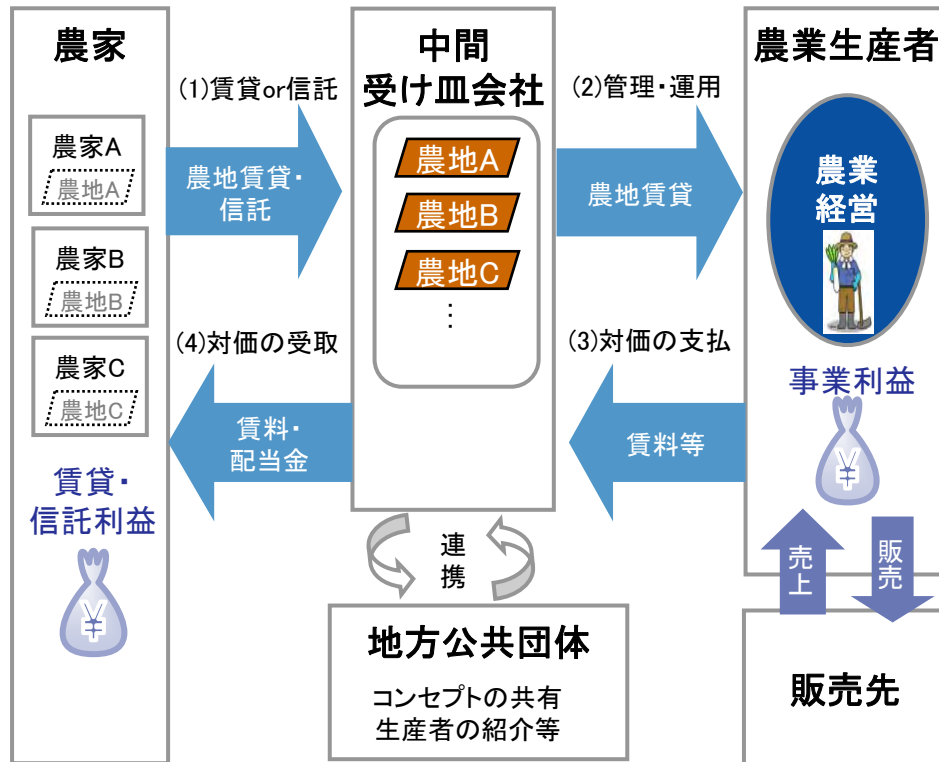 農家
農家A
農地A
農家B
農地B
農家C
農地C
賃貸・
信託利益
¥
(1)賃貸or信託
農地賃貸・
信託
(4)対価の受取
賃料・
配当金
中間
受け皿会社
農地A
農地B
農地C
⋮
(2)管理・運用
農地賃貸
(3)対価の支払
賃料等
農業生産者
農業
経営
事業利益
¥
売上
販売
販売先
連
携
地方公共団体
コンセプトの共有
生産者の紹介等